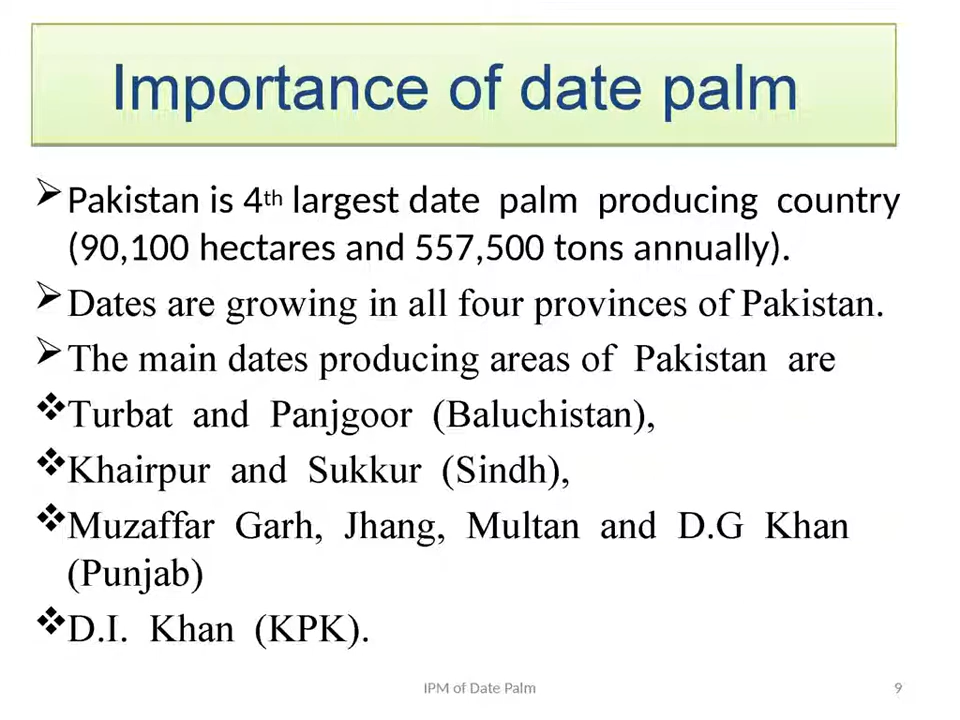 Importance of date palm
➢Pakistan is 4th largest date palm producing country
(90,100 hectares and 557,500 tons annually).
➢Dates are growing in all four provinces of Pakistan.
➢The main dates producing areas of Pakistan are
❖Turbat and Panjgoor (Baluchistan),
❖Khairpur and Sukkur (Sindh),
❖Muzaffar Garh, Jhang, Multan and D.G Khan
(Punjab)
❖D.I. Khan (KPK).
IPM of Date Palm 9